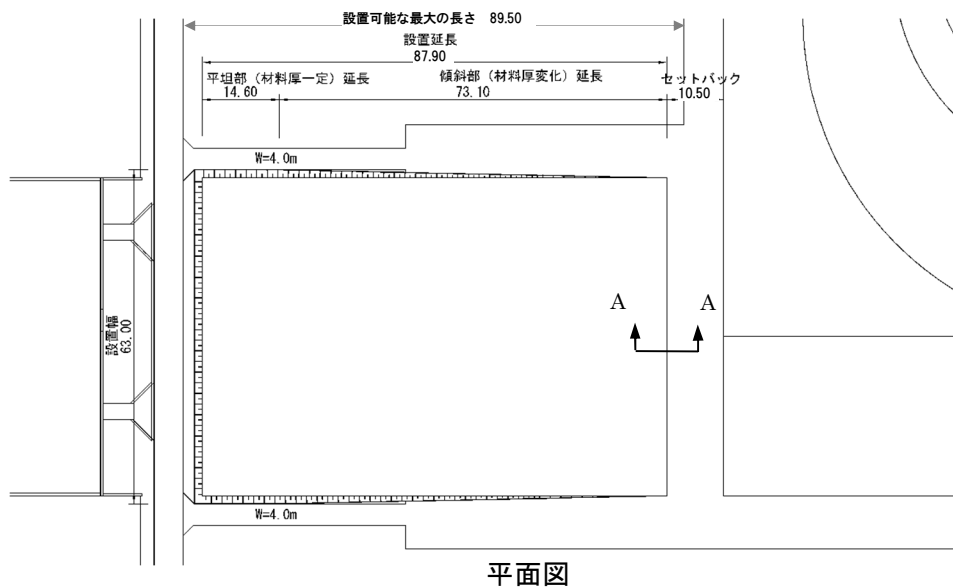 設置可能な最大の長さ 89.50
設置延長
87.90
平坦部（材料厚一定）延長
14.60
傾斜部（材料厚変化）延長
73.10
セットバック
10.50
W=4.0m
設置幅
63.00
A A
W=4.0m
平面図